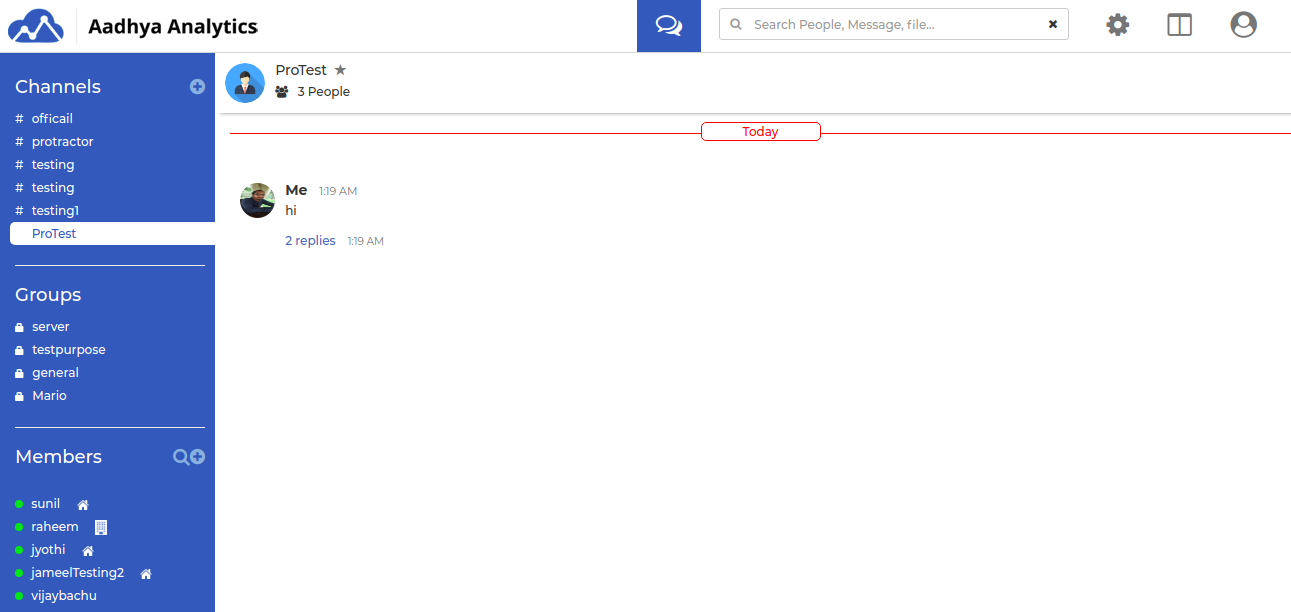 Aadhya Analytics
Search People, Message, file...
Channels
# officail
# protractor
# testing
# testing
# testing1
ProTest
Groups
server
testpurpose
general
Mario
Members
sunil
raheem
jyothi
jameelTesting2
vijaybachu
ProTest
3 People
Today
Me 1:19 AM
hi
2 replies 1:19 AM